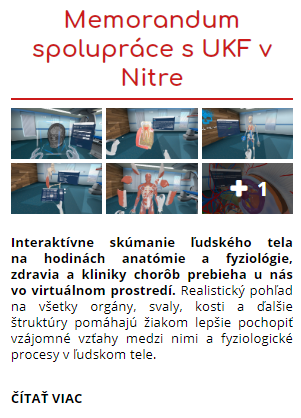 Memorandum
spolupráce s UKF v
Nitre
+ 1
Interaktívne skúmanie ľudského tela
na hodinách anatómie a fyziológie,
zdravia a kliniky chorôb prebieha u nás
vo virtuálnom prostredí. Realistický pohľad
na všetky orgány, svaly, kosti a ďalšie
štruktúry pomáhajú žiakom lepšie pochopiť
vzájomné vzťahy medzi nimi a fyziologické
procesy v ľudskom tele.
ČÍTAŤ VIAC